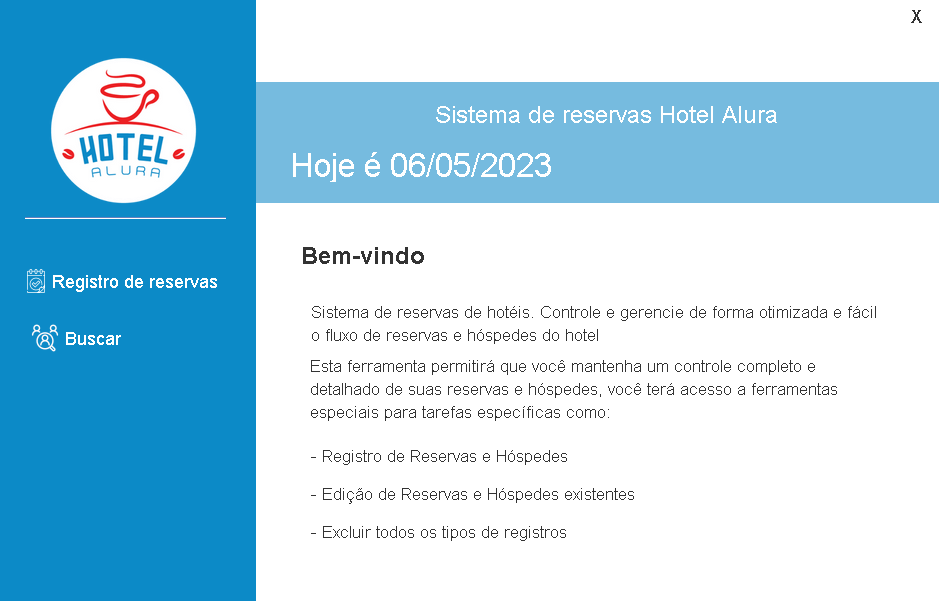 X
HOTEL
ALURA
Sistema de reservas Hotel Alura
Hoje é 06/05/2023
Registro de reservas
Buscar
Bem-vindo
Sistema de reservas de hotéis. Controle e gerencie de forma otimizada e fácil
o fluxo de reservas e hóspedes do hotel
Esta ferramenta permitirá que você mantenha um controle completo e
detalhado de suas reservas e hóspedes, você terá acesso a ferramentas
especiais para tarefas específicas como:
- Registro de Reservas e Hóspedes
- Edição de Reservas e Hóspedes existentes
- Excluir todos os tipos de registros